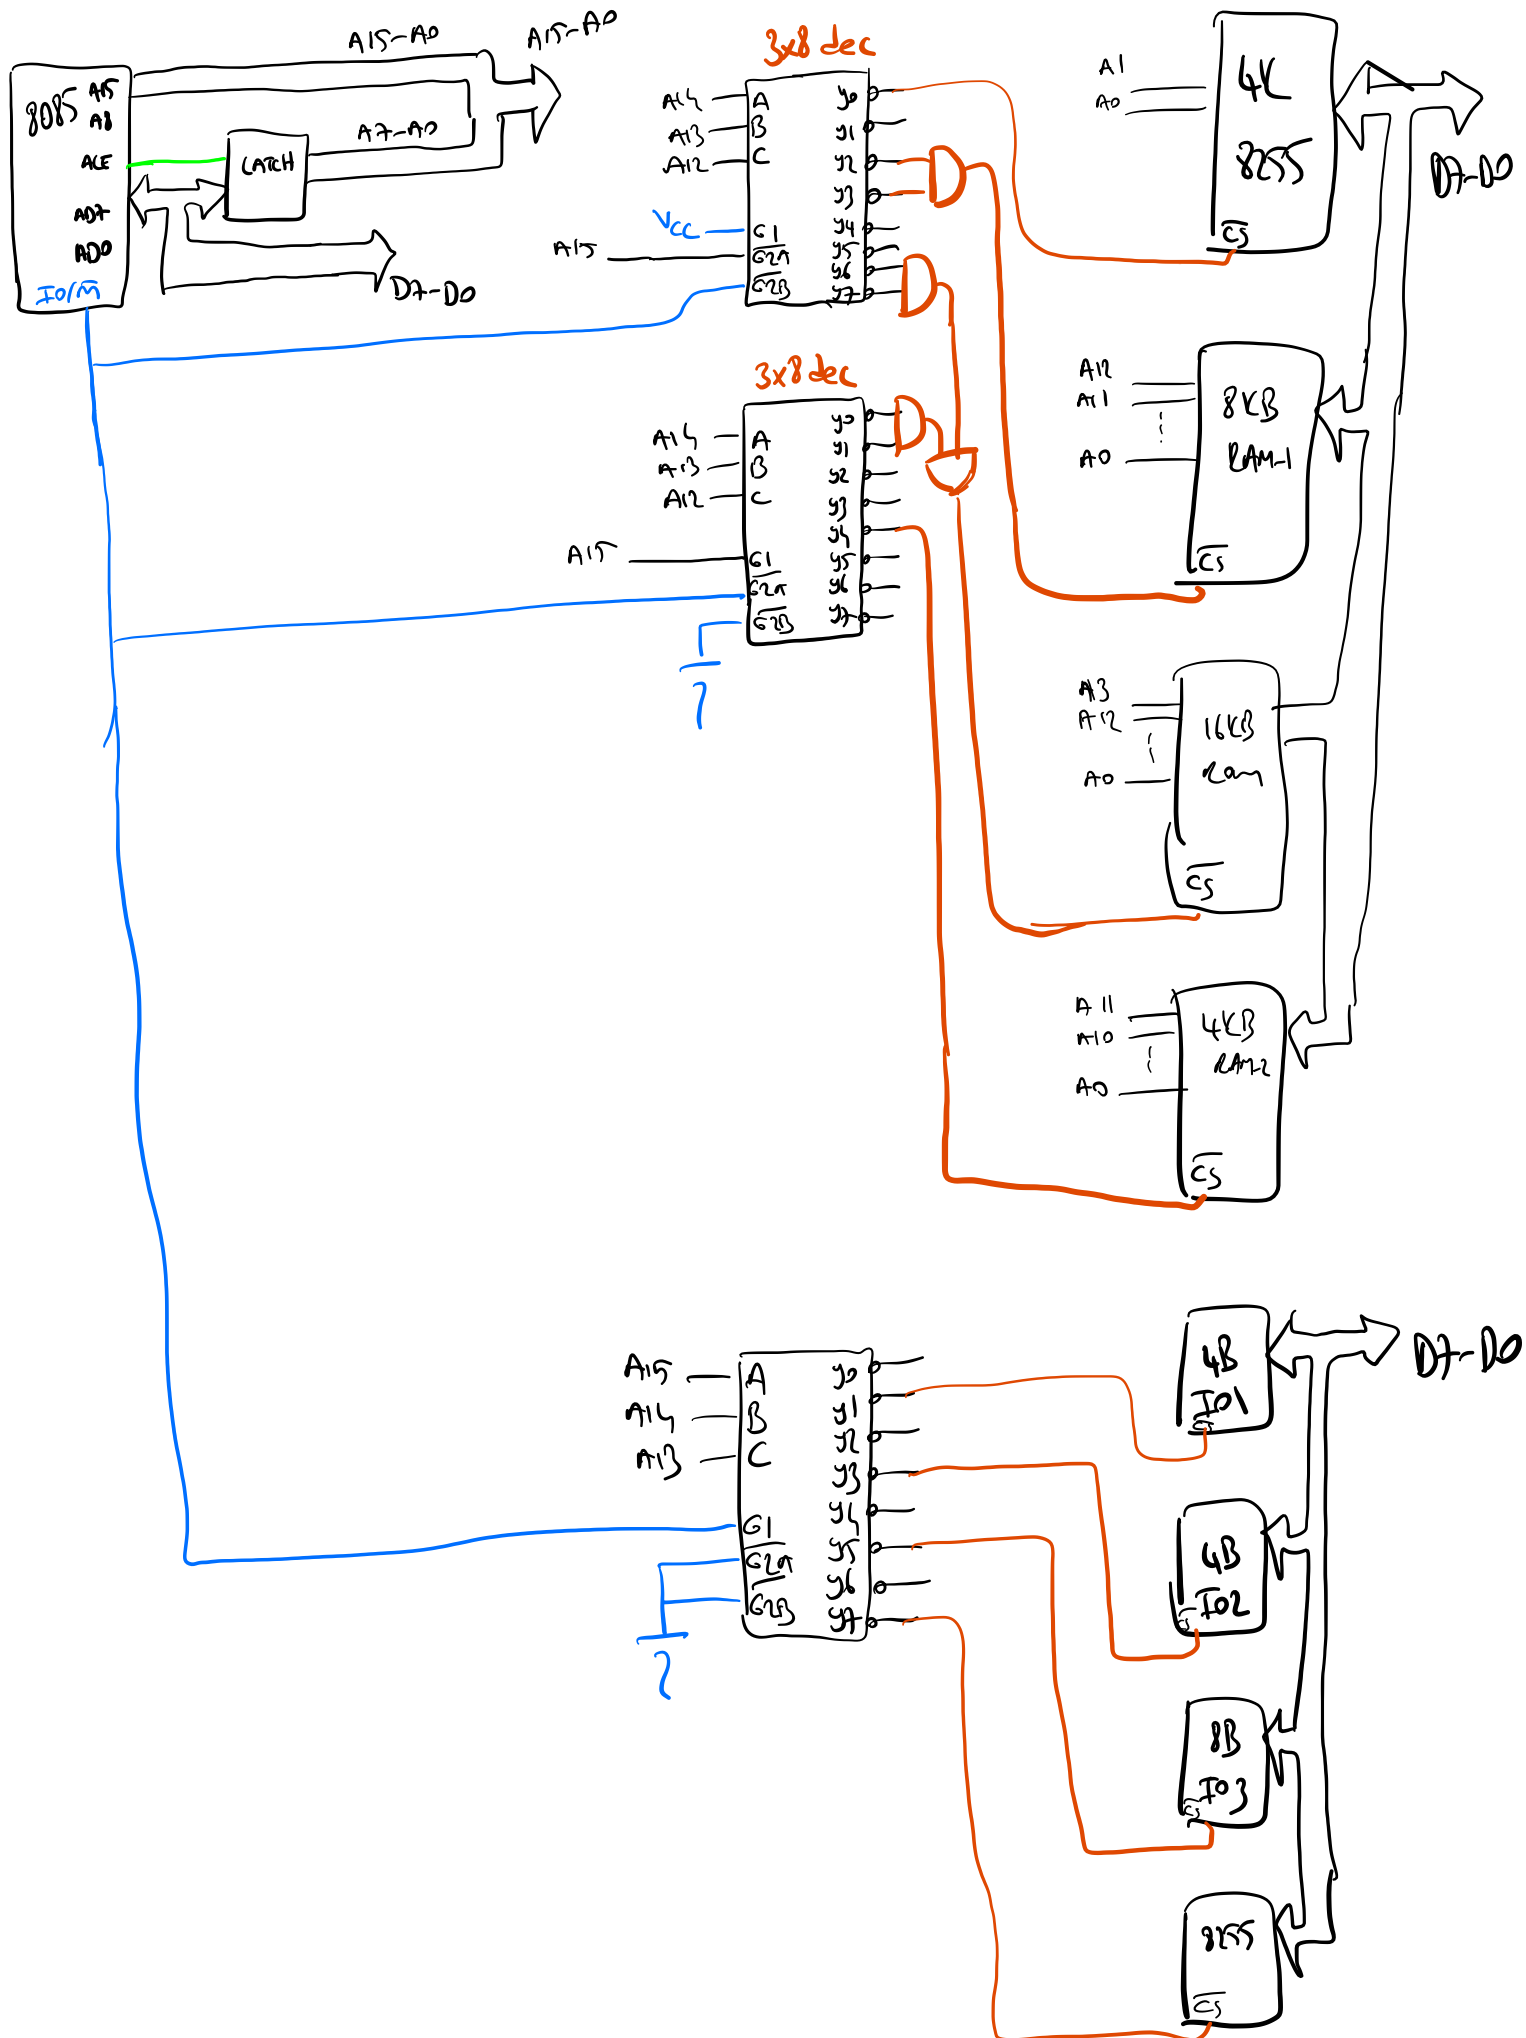 8085
A15
A8
ALE
AD7
AD0
IO/M̅
A15-A0
A15-A0
LATCH
A7-A0
D7-D0
3x8 dec
A14
A13
A12
VCC
A15
A
B
C
G1
G2A
G2B
y0
y1
y2
y3
y4
y5
y6
y7
3x8 dec
A14
A13
A12
A15
A
B
C
G1
G2A
G2B
y0
y1
y2
y3
y4
y5
y6
y7
A1
A0
4K
8255
CS
D7-D0
A12
A11
A0
8KB
RAM-1
CS
A13
A12
A0
16KB
Ram
CS
A11
A10
A0
4KB
RAM-2
CS
A15
A14
A13
A
B
C
G1
G2A
G2B
y0
y1
y2
y3
y4
y5
y6
y7
4B
IO1
CS
D7-D0
4B
IO2
CS
8B
IO3
CS
8255
CS